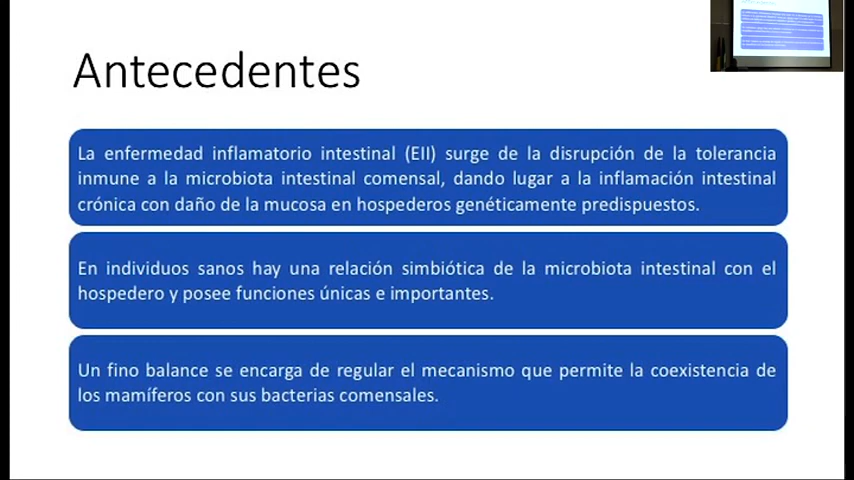 Antecedentes
La enfermedad inflamatorio intestinal (EII) surge de la disrupción de la tolerancia
inmune a la microbiota intestinal comensal, dando lugar a la inflamación intestinal
crónica con daño de la mucosa en hospederos genéticamente predispuestos.
En individuos sanos hay una relación simbiótica de la microbiota intestinal con el
hospedero y posee funciones únicas e importantes.
Un fino balance se encarga de regular el mecanismo que permite la coexistencia de
los mamíferos con sus bacterias comensales.